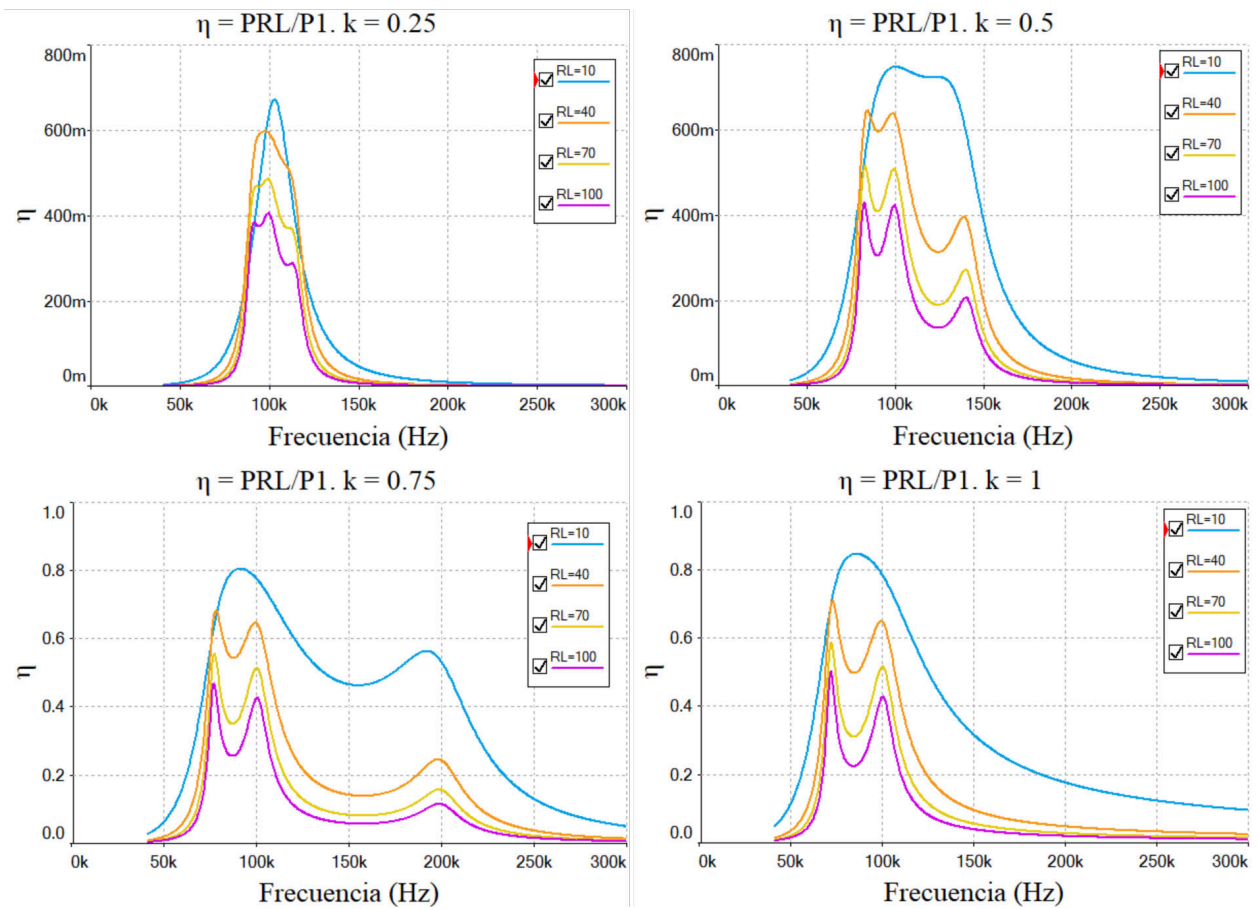 η = PRL/P1. k = 0.25
800m
600m
400m
200m
0m
η
0k 50k 100k 150k 200k 250k 300k
Frecuencia (Hz)
RL=10
RL=40
RL=70
RL=100
η = PRL/P1. k = 0.5
800m
600m
400m
200m
0m
η
0k 50k 100k 150k 200k 250k 300k
Frecuencia (Hz)
RL=10
RL=40
RL=70
RL=100
η = PRL/P1. k = 0.75
1.0
0.8
0.6
0.4
0.2
0.0
η
0k 50k 100k 150k 200k 250k 300k
Frecuencia (Hz)
RL=10
RL=40
RL=70
RL=100
η = PRL/P1. k = 1
1.0
0.8
0.6
0.4
0.2
0.0
η
0k 50k 100k 150k 200k 250k 300k
Frecuencia (Hz)
RL=10
RL=40
RL=70
RL=100